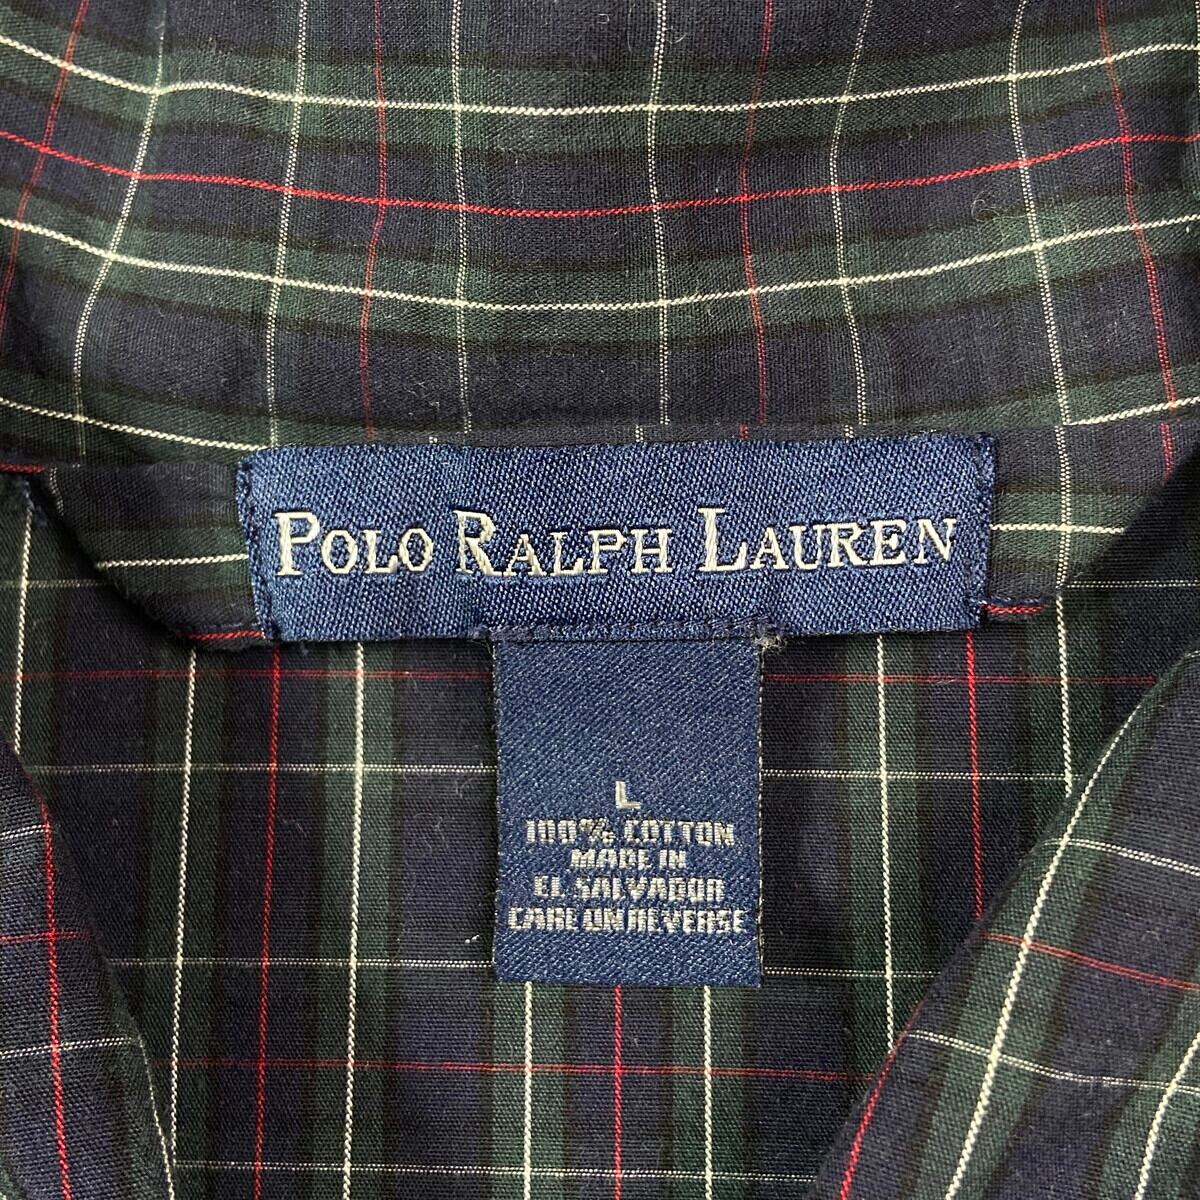 POLO RALPH LAUREN
L
100% COTTON
MADE IN
EL SALVADOR
CARE ON REVERSE